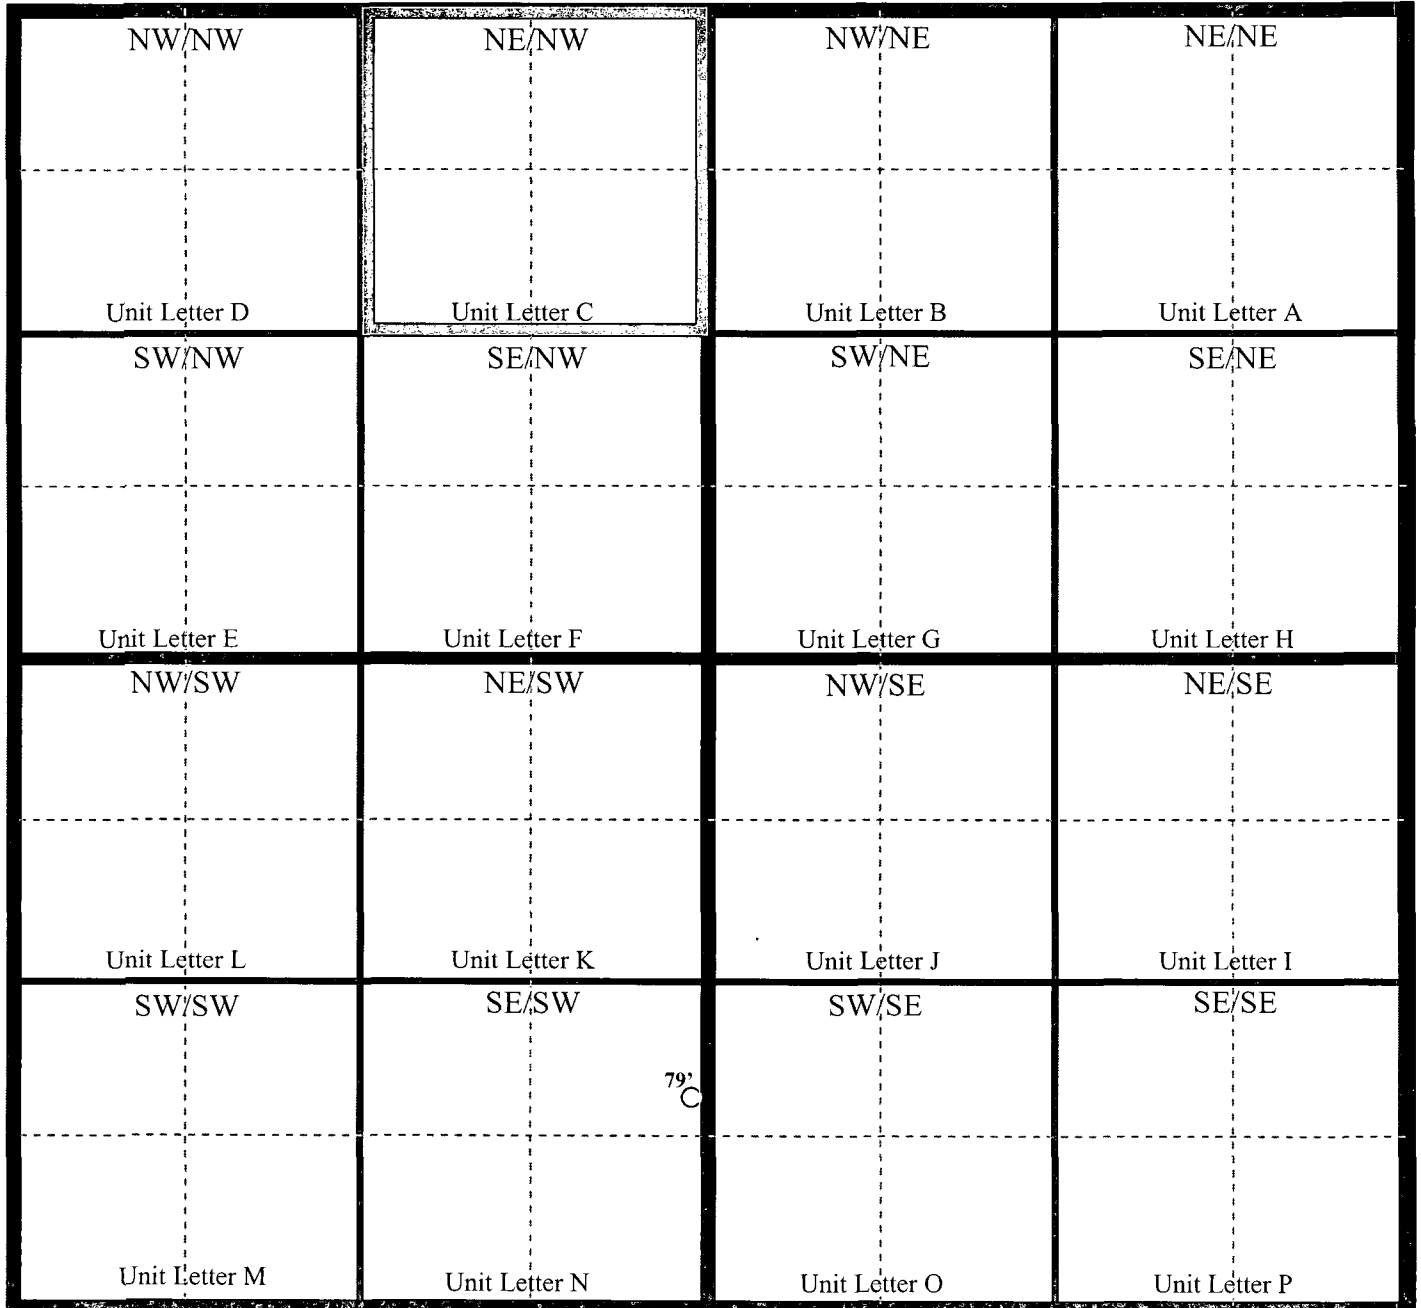 NW/NW
NE/NW
NW/NE
NE/NE
Unit Letter D
Unit Letter C
Unit Letter B
Unit Letter A
SW/NW
SE/NW
SW/NE
SE/NE
Unit Letter E
Unit Letter F
Unit Letter G
Unit Letter H
NW/SW
NE/SW
NW/SE
NE/SE
Unit Letter L
Unit Letter K
Unit Letter J
Unit Letter I
SW/SW
SE/SW
SW/SE
SE/SE
79’
Unit Letter M
Unit Letter N
Unit Letter O
Unit Letter P